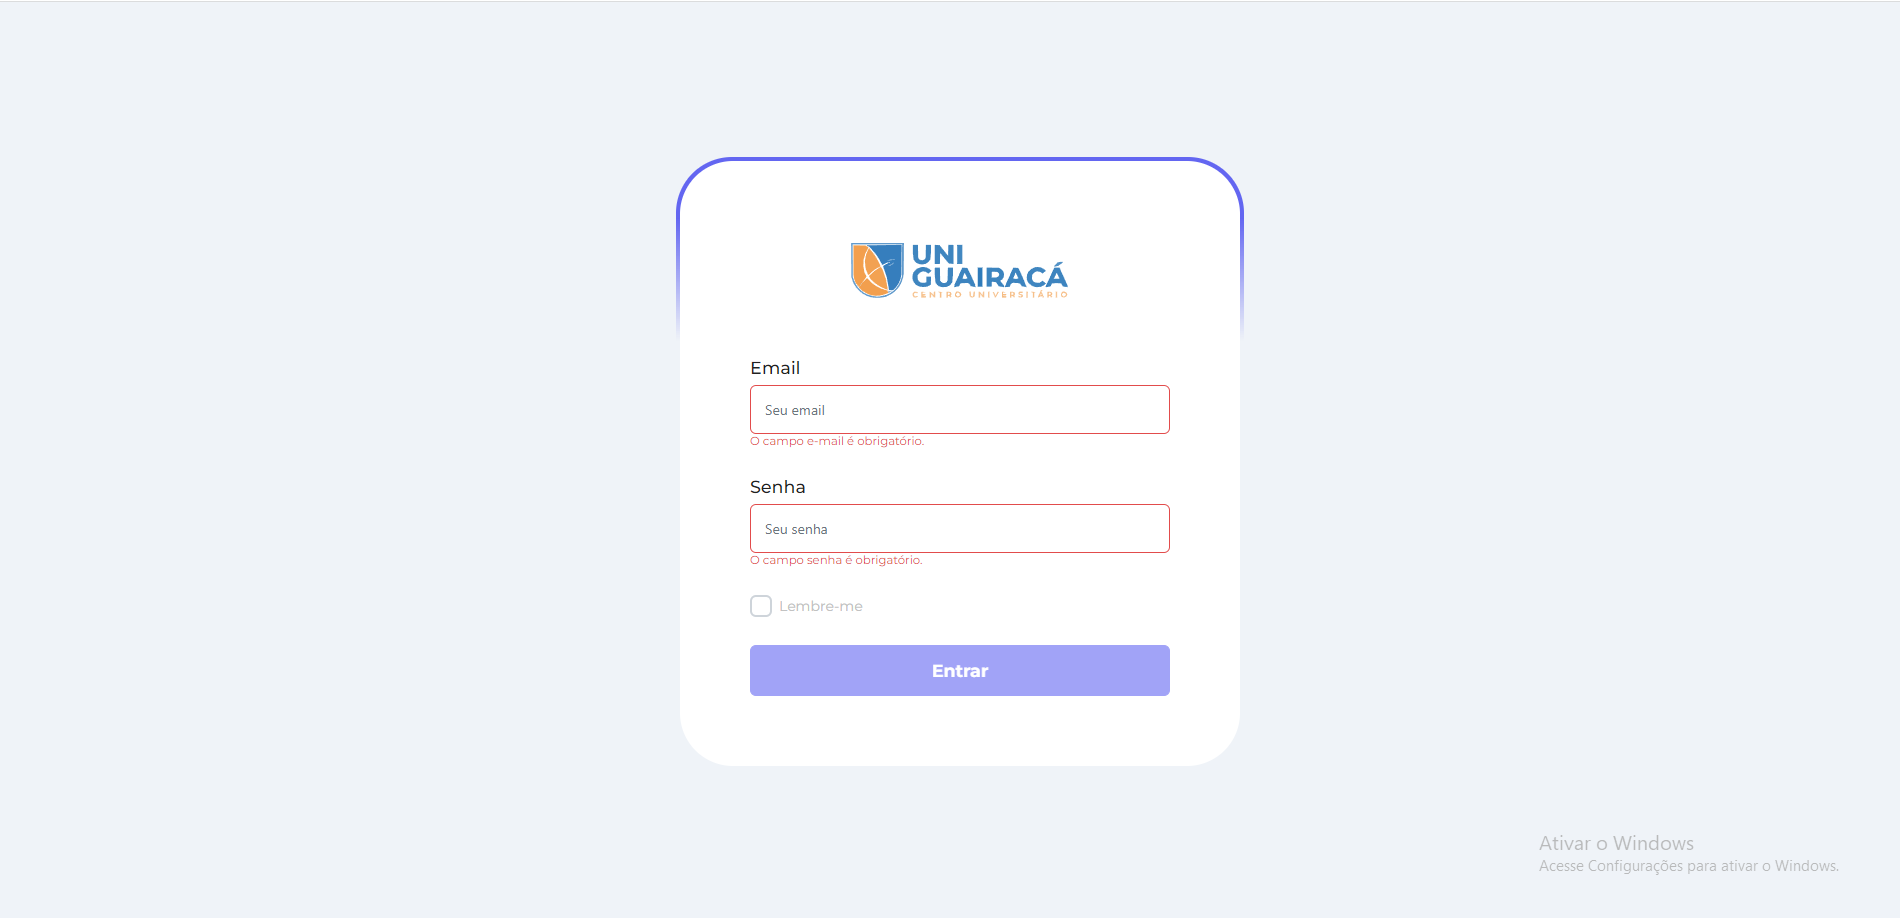 UNI
GUAIRACÁ
CENTRO UNIVERSITÁRIO
Email
Seu email
O campo e-mail é obrigatório.
Senha
Seu senha
O campo senha é obrigatório.
Lembre-me
Entrar
Ativar o Windows
Acesse Configurações para ativar o Windows.